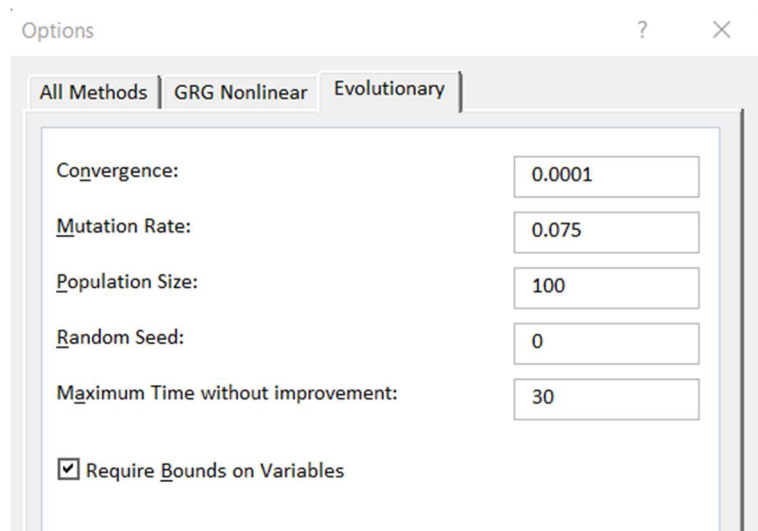 Options ? ×
All Methods GRG Nonlinear Evolutionary
Convergence: 0.0001
Mutation Rate: 0.075
Population Size: 100
Random Seed: 0
Maximum Time without improvement: 30
Require Bounds on Variables